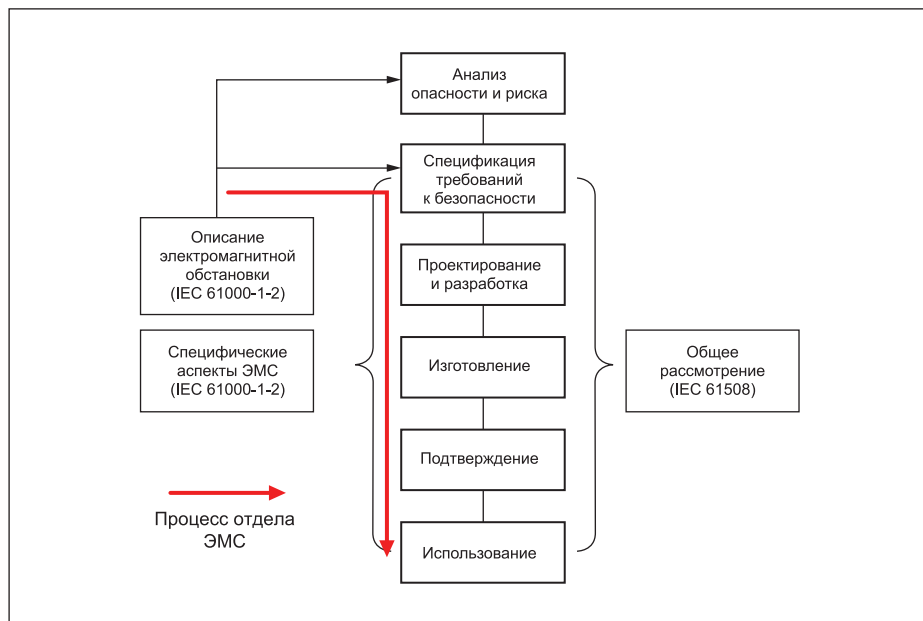 Анализ
опасности и риска
Спецификация
требований
к безопасности
Описание
электромагнитной
обстановки
(IEC 61000-1-2)
Проектирование
и разработка
Специфические
аспекты ЭМС
(IEC 61000-1-2)
Изготовление
Общее
рассмотрение
(IEC 61508)
Подтверждение
Процесс отдела
ЭМС
Использование